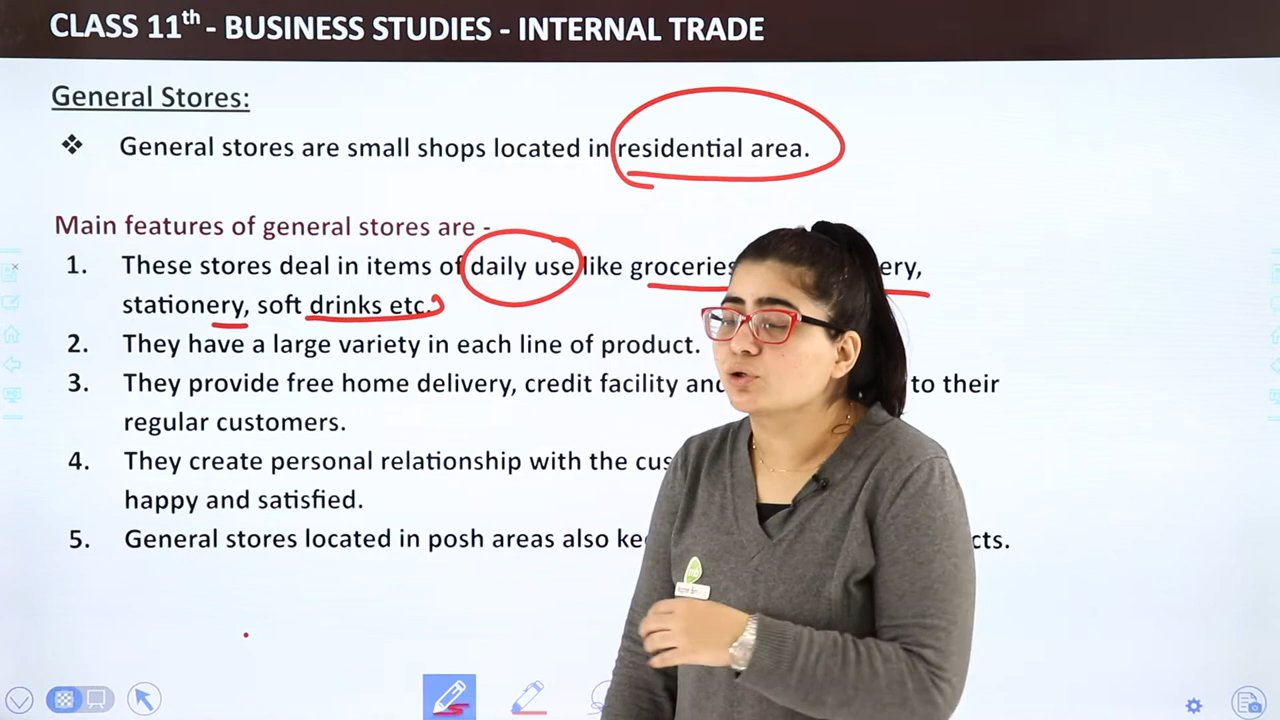 CLASS 11th - BUSINESS STUDIES - INTERNAL TRADE
General Stores:
❖ General stores are small shops located in residential area.
Main features of general stores are -
1. These stores deal in items of daily use like groceries
stationery, soft drinks etc.
2. They have a large variety in each line of product.
3. They provide free home delivery, credit facility and to their
regular customers.
4. They create personal relationship with the
happy and satisfied.
5. General stores located in posh areas also